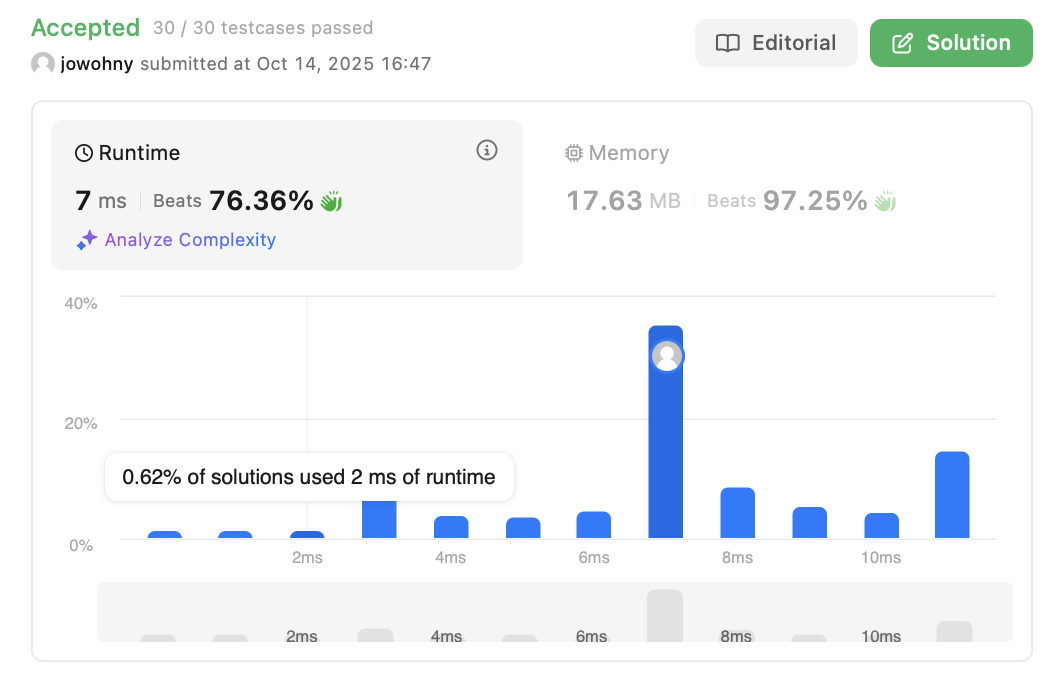 Accepted 30 / 30 testcases passed
jowohny submitted at Oct 14, 2025 16:47
Editorial
Solution
Runtime
7 ms Beats 76.36%
Analyze Complexity
Memory
17.63 MB Beats 97.25%
40%
20%
0%
0.62% of solutions used 2 ms of runtime
2ms 4ms 6ms 8ms 10ms
2ms 4ms 6ms 8ms 10ms